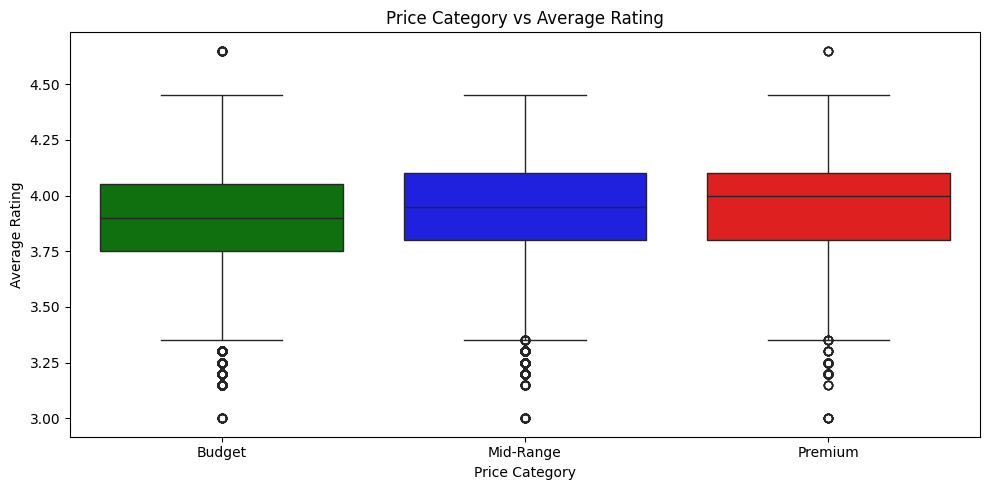 Price Category vs Average Rating
Average Rating
4.50
4.25
4.00
3.75
3.50
3.25
3.00
Budget Mid-Range Premium
Price Category